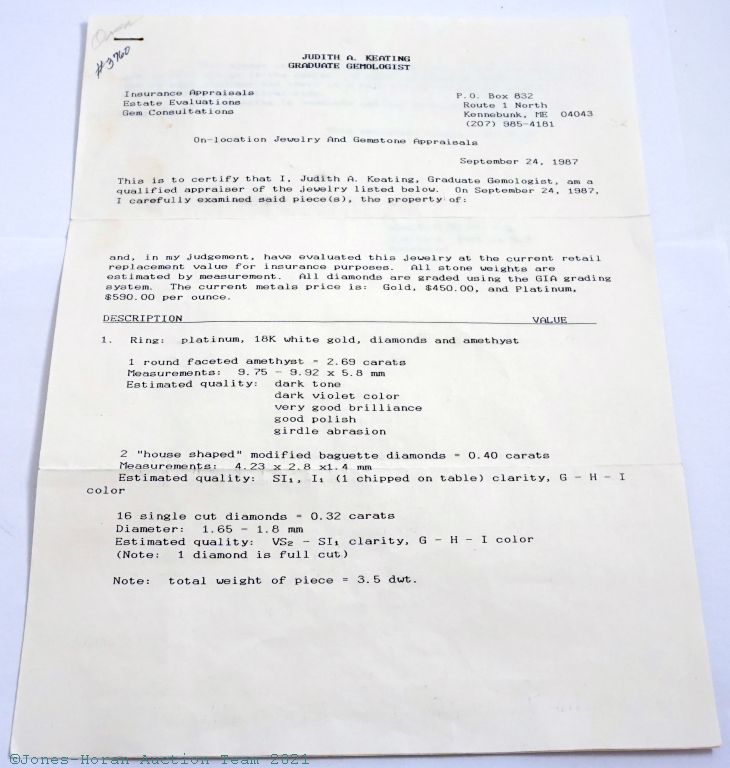 #3760
JUDITH A. KEATING
GRADUATE GEMOLOGIST
Insurance Appraisals
Estate Evaluations
Gem Consultations
P.O. Box 832
Route 1 North
Kennebunk, ME 04043
(207) 985-4181
On-location Jewelry And Gemstone Appraisals
September 24, 1987
This is to certify that I, Judith A. Keating, Graduate Gemologist, am a
qualified appraiser of the jewelry listed below. On September 24, 1987,
I carefully examined said piece(s), the property of:
and, in my judgement, have evaluated this jewelry at the current retail
replacement value for insurance purposes. All stone weights are
estimated by measurement. All diamonds are graded using the GIA grading
system. The current metals price is: Gold, $450.00, and Platinum,
$590.00 per ounce.
DESCRIPTION VALUE
1. Ring: platinum, 18K white gold, diamonds and amethyst
1 round faceted amethyst = 2.69 carats
Measurements: 9.75 - 9.92 x 5.8 mm
Estimated quality: dark tone
dark violet color
very good brilliance
good polish
girdle abrasion
2 "house shaped" modified baguette diamonds = 0.40 carats
Measurements: 4.23 x 2.8 x1.4 mm
Estimated quality: SI₁, I₁ (1 chipped on table) clarity, G - H - I
color
16 single cut diamonds = 0.32 carats
Diameter: 1.65 - 1.8 mm
Estimated quality: VS₂ - SI₁ clarity, G - H - I color
(Note: 1 diamond is full cut)
Note: total weight of piece = 3.5 dwt.
©Jones-Horan Auction Team 2021